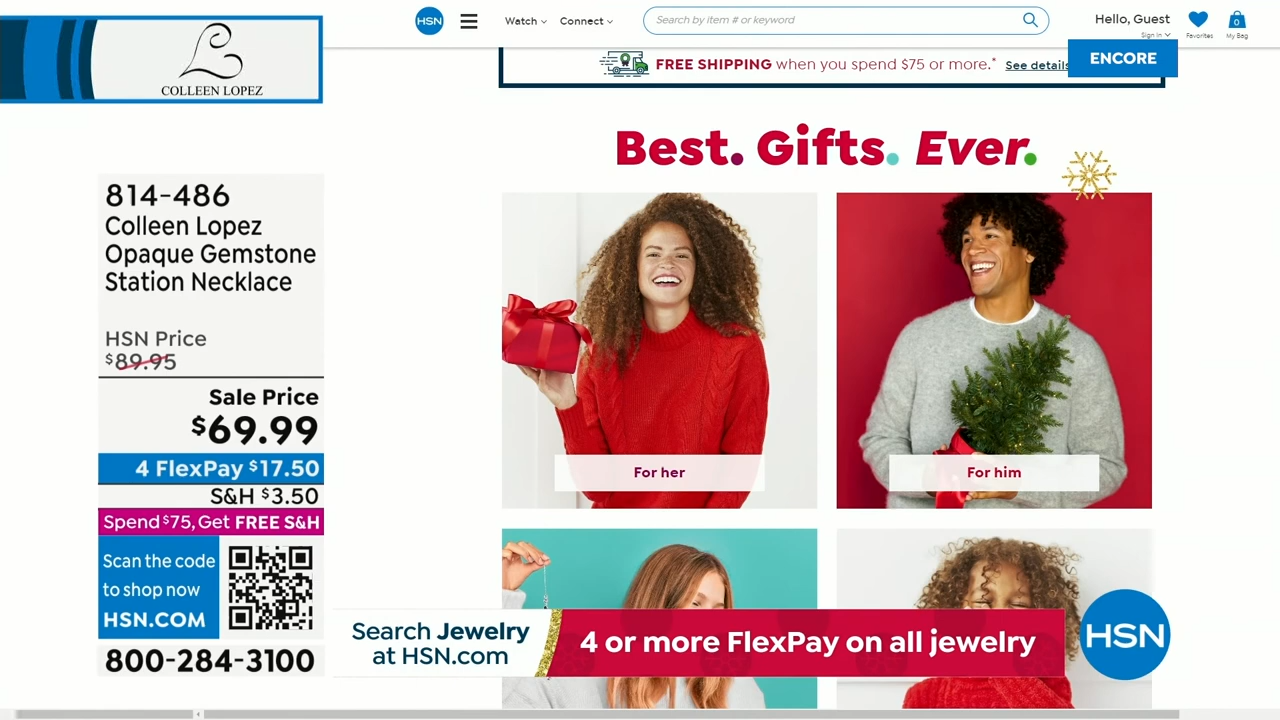 COLLEEN LOPEZ
HSN
Watch
Connect
Search by item # or keyword
Hello, Guest
Sign in
Favorites
0
My Bag
ENCORE
FREE SHIPPING when you spend $75 or more.* See details
Best. Gifts. Ever.
814-486
Colleen Lopez
Opaque Gemstone
Station Necklace
HSN Price
$89.95
Sale Price
$69.99
4 FlexPay $17.50
S&H $3.50
Spend $75, Get FREE S&H
Scan the code
to shop now
HSN.COM
800-284-3100
For her
For him
Search Jewelry
at HSN.com
4 or more FlexPay on all jewelry
HSN